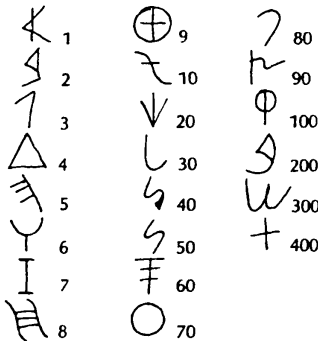 𐤀 1
𐤁 2
𐤂 3
𐤃 4
𐤄 5
𐤅 6
𐤆 7
𐤇 8
𐤈 9
𐤉 10
𐤊 20
𐤋 30
𐤌 40
𐤍 50
𐤎 60
𐤏 70
𐤐 80
𐤑 90
𐤒 100
𐤓 200
𐤔 300
𐤕 400